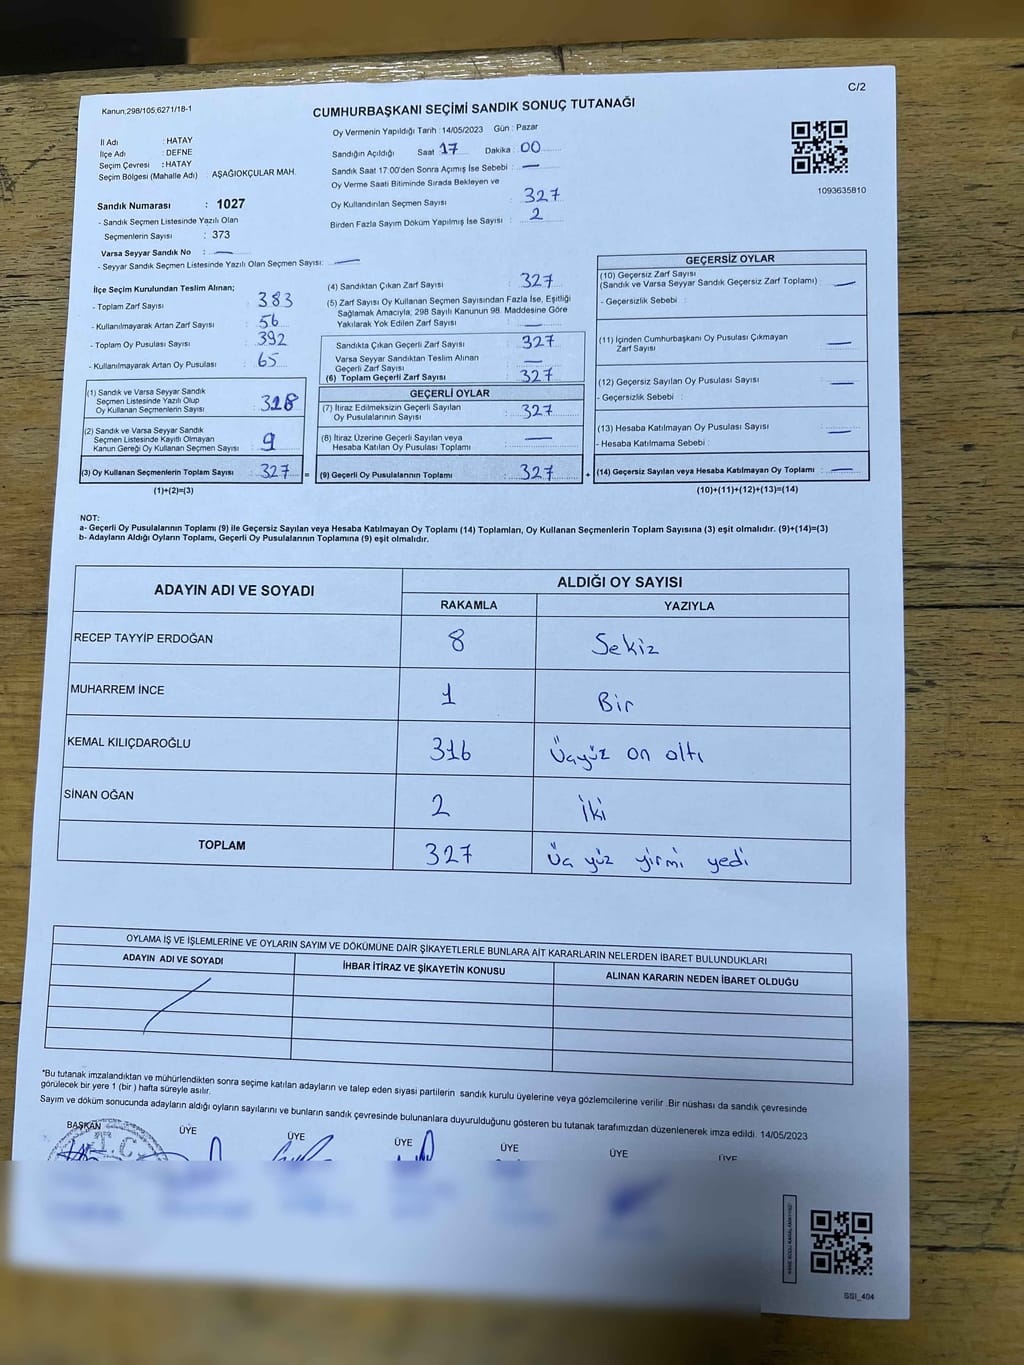 C/2
Kanun;298/105,6271/18-1
CUMHURBAŞKANI SEÇİMİ SANDIK SONUÇ TUTANAĞI
Oy Vermenin Yapıldığı Tarih : 14/05/2023 Gün : Pazar
İl Adı : HATAY
İlçe Adı : DEFNE
Seçim Çevresi : HATAY
Seçim Bölgesi (Mahalle Adı) : AŞAĞIOKÇULAR MAH.
Sandığın Açıldığı Saat : 17 Dakika : 00
Sandık Saat 17:00'den Sonra Açımış İse Sebebi : —
Oy Verme Saati Bitiminde Sırada Bekleyen ve
Oy Kullandırılan Seçmen Sayısı : 327
Birden Fazla Sayım Döküm Yapılmış İse Sayısı : 2
1093635810
Sandık Numarası : 1027
- Sandık Seçmen Listesinde Yazılı Olan
Seçmenlerin Sayısı : 373
Varsa Seyyar Sandık No : —
- Seyyar Sandık Seçmen Listesinde Yazılı Olan Seçmen Sayısı: —
İlçe Seçim Kurulundan Teslim Alınan;
- Toplam Zarf Sayısı : 383
- Kullanılmayarak Artan Zarf Sayısı : 56
- Toplam Oy Pusulası Sayısı : 392
- Kullanılmayarak Artan Oy Pusulası : 65
(1) Sandık ve Varsa Seyyar Sandık
Seçmen Listesinde Yazılı Olup
Oy Kullanan Seçmenlerin Sayısı : 318
(2) Sandık ve Varsa Seyyar Sandık
Seçmen Listesinde Kayıtlı Olmayan
Kanun Gereği Oy Kullanan Seçmen Sayısı : 9
(3) Oy Kullanan Seçmenlerin Toplam Sayısı : 327 =
(1)+(2)=(3)
(4) Sandıktan Çıkan Zarf Sayısı : 327
(5) Zarf Sayısı Oy Kullanan Seçmen Sayısından Fazla İse, Eşitliği
Sağlamak Amacıyla, 298 Sayılı Kanunun 98. Maddesine Göre
Yakılarak Yok Edilen Zarf Sayısı : —
Sandıkta Çıkan Geçerli Zarf Sayısı : 327
Varsa Seyyar Sandıktan Teslim Alınan
Geçerli Zarf Sayısı : —
(6) Toplam Geçerli Zarf Sayısı : 327
GEÇERLİ OYLAR
(7) İtiraz Edilmeksizin Geçerli Sayılan
Oy Pusulalarının Sayısı : 327
(8) İtiraz Üzerine Geçerli Sayılan veya
Hesaba Katılan Oy Pusulası Toplamı : —
(9) Geçerli Oy Pusulalarının Toplamı : 327 +
GEÇERSİZ OYLAR
(10) Geçersiz Zarf Sayısı
(Sandık ve Varsa Seyyar Sandık Geçersiz Zarf Toplamı) : —
- Geçersizlik Sebebi :
(11) İçinden Cumhurbaşkanı Oy Pusulası Çıkmayan
Zarf Sayısı : —
(12) Geçersiz Sayılan Oy Pusulası Sayısı : —
- Geçersizlik Sebebi :
(13) Hesaba Katılmayan Oy Pusulası Sayısı : —
- Hesaba Katılmama Sebebi :
(14) Geçersiz Sayılan veya Hesaba Katılmayan Oy Toplamı : —
(10)+(11)+(12)+(13)=(14)
NOT:
a- Geçerli Oy Pusulalarının Toplamı (9) ile Geçersiz Sayılan veya Hesaba Katılmayan Oy Toplamı (14) Toplamları, Oy Kullanan Seçmenlerin Toplam Sayısına (3) eşit olmalıdır. (9)+(14)=(3)
b- Adayların Aldığı Oyların Toplamı, Geçerli Oy Pusulalarının Toplamına (9) eşit olmalıdır.
ADAYIN ADI VE SOYADI ALDIĞI OY SAYISI
RAKAMLA YAZIYLA
RECEP TAYYİP ERDOĞAN 8 Sekiz
MUHARREM İNCE 1 Bir
KEMAL KILIÇDAROĞLU 316 Üçyüz on altı
SİNAN OĞAN 2 İki
TOPLAM 327 Üç yüz yirmi yedi
OYLAMA İŞ VE İŞLEMLERİNE VE OYLARIN SAYIM VE DÖKÜMÜNE DAİR ŞİKAYETLERLE BUNLARA AİT KARARLARIN NELERDEN İBARET BULUNDUKLARI
ADAYIN ADI VE SOYADI İHBAR İTİRAZ VE ŞİKAYETİN KONUSU ALINAN KARARIN NEDEN İBARET OLDUĞU
*Bu tutanak imzalandıktan ve mühürlendikten sonra seçime katılan adayların ve talep eden siyasi partilerin sandık kurulu üyelerine veya gözlemcilerine verilir .Bir nüshası da sandık çevresinde
görülecek bir yere 1 (bir ) hafta süreyle asılır.
Sayım ve döküm sonucunda adayların aldığı oyların sayılarını ve bunların sandık çevresinde bulunanlara duyurulduğunu gösteren bu tutanak tarafımızdan düzenlenerek imza edildi. 14/05/2023
BAŞKAN ÜYE ÜYE ÜYE ÜYE ÜYE ÜYE
T.C
SSI_404